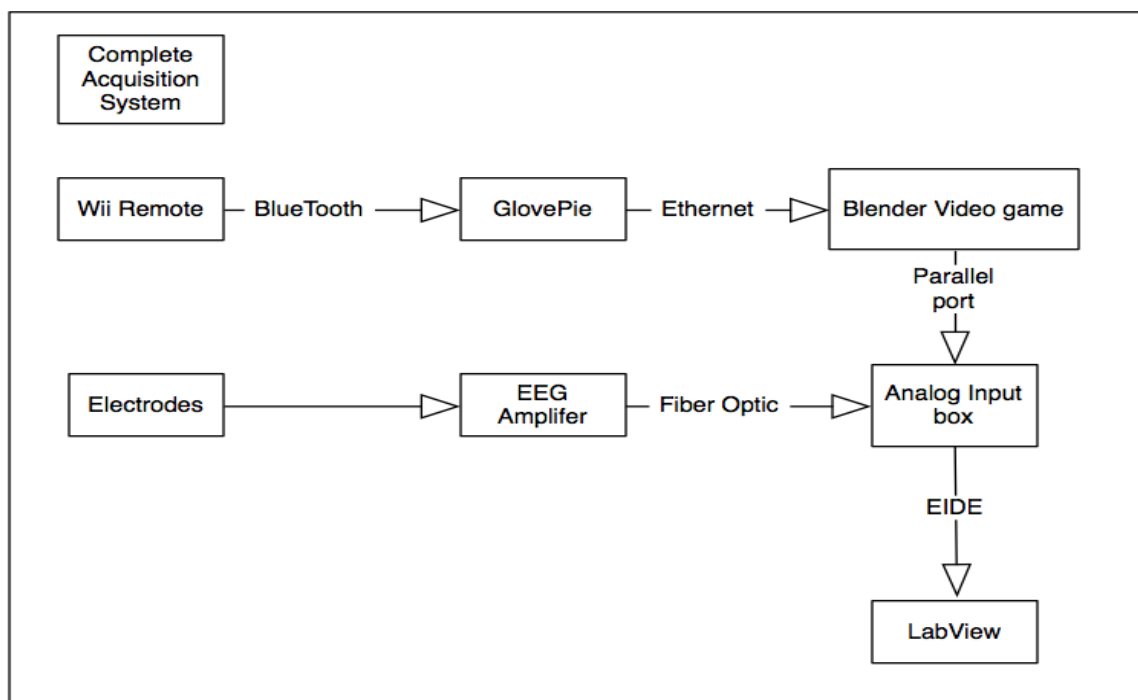 Complete
Acquisition
System
Wii Remote
BlueTooth
GlovePie
Ethernet
Blender Video game
Parallel
port
Electrodes
EEG
Amplifer
Fiber Optic
Analog Input
box
EIDE
LabView